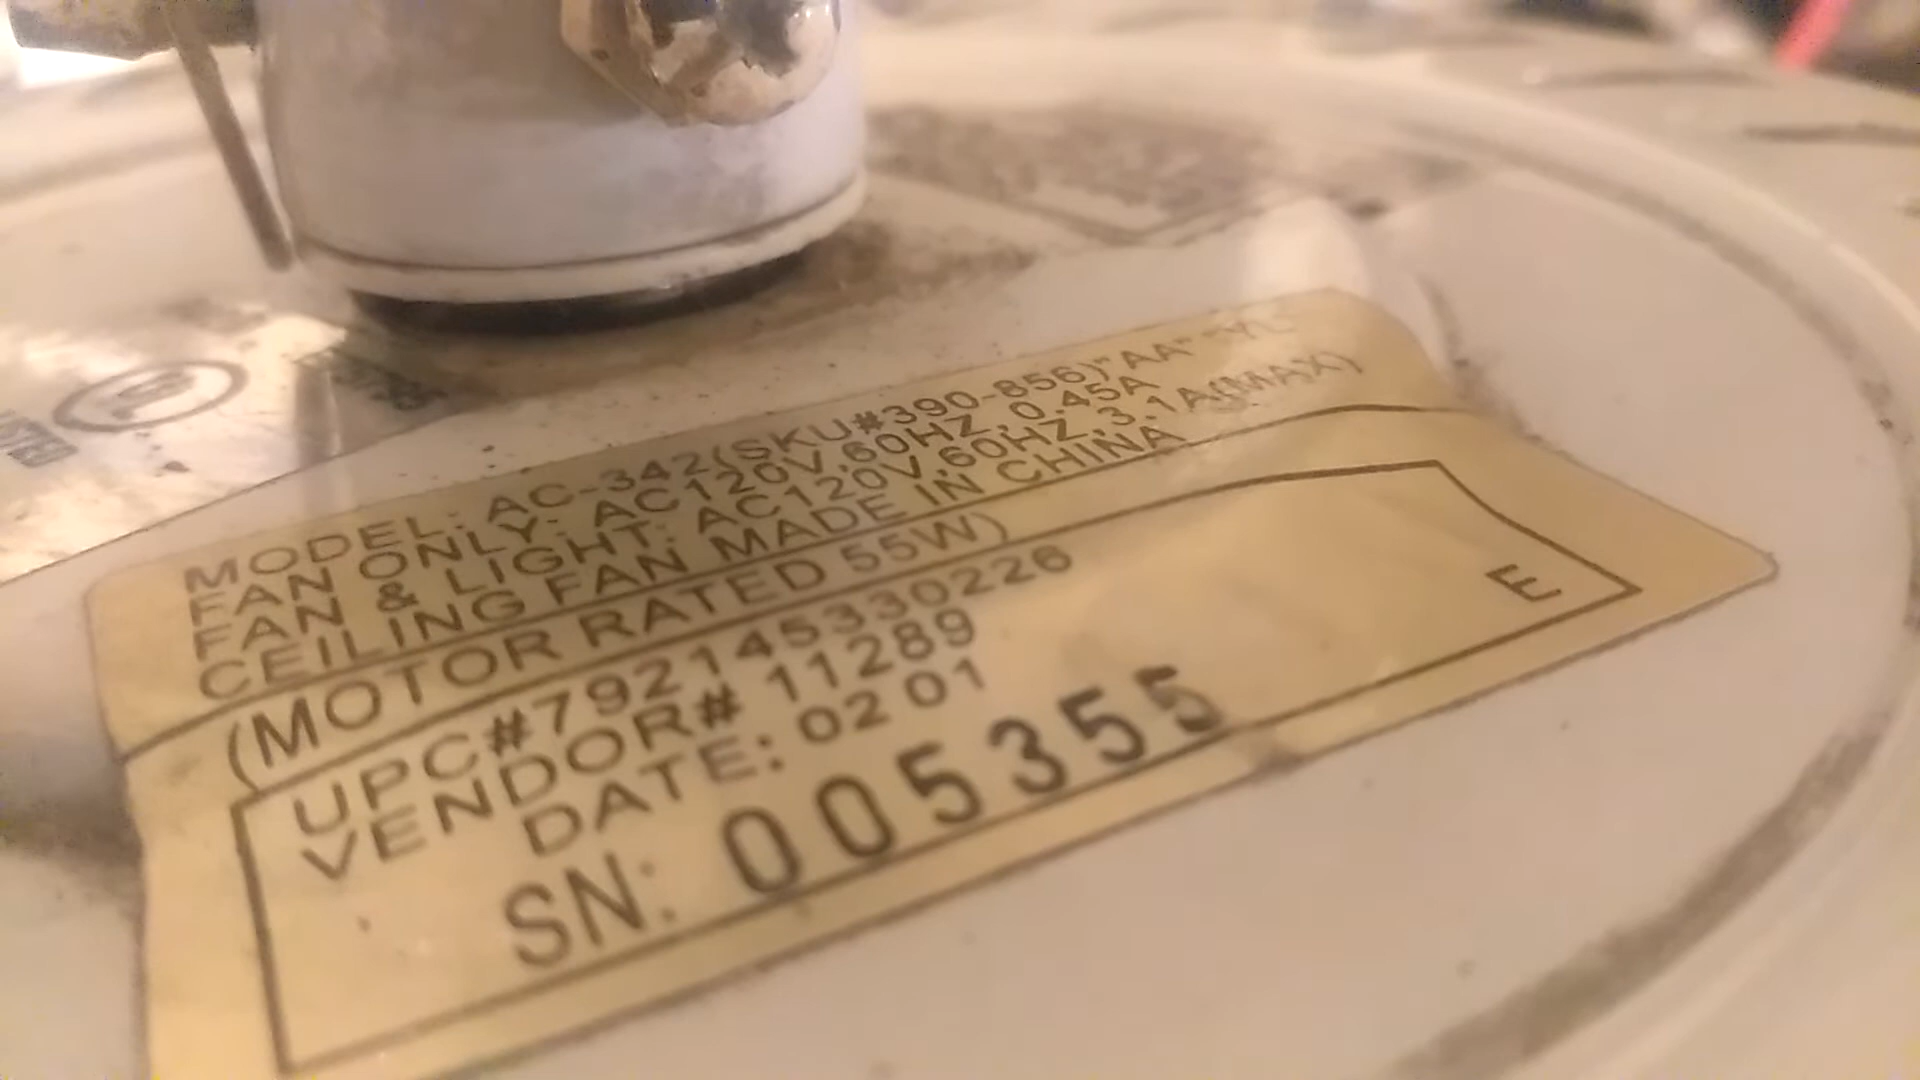 MODEL: AC-342(SKU#390-856)"AA"
FAN ONLY: AC120V,60HZ, 0.45A
FAN & LIGHT: AC120V,60HZ,3.1A(MAX)
CEILING FAN MADE IN CHINA
(MOTOR RATED 55W)
UPC#792145330226
VENDOR# 11289
DATE: 02 01
SN: 005355
E
UL